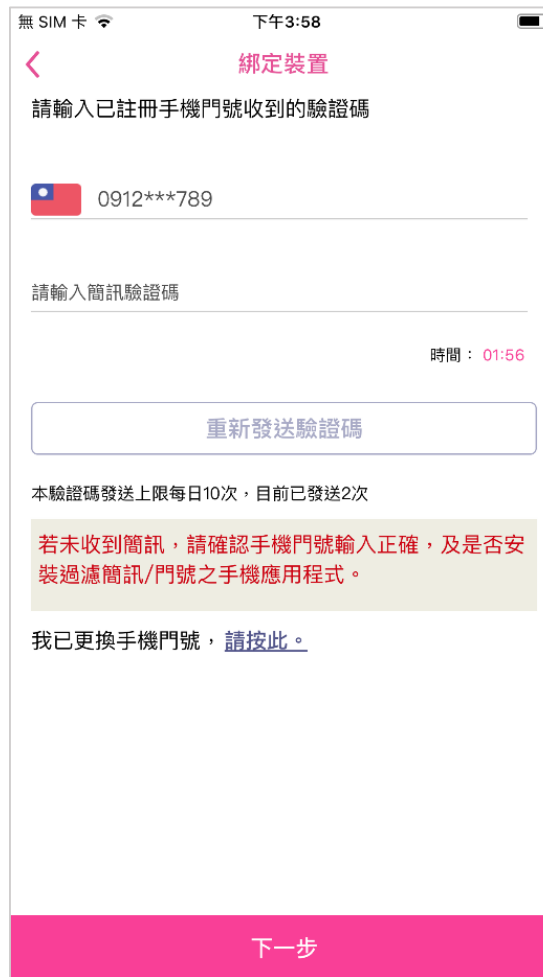 無 SIM 卡
下午3:58
綁定裝置
請輸入已註冊手機門號收到的驗證碼
0912***789
請輸入簡訊驗證碼
時間： 01:56
重新發送驗證碼
本驗證碼發送上限每日10次，目前已發送2次
若未收到簡訊，請確認手機門號輸入正確，及是否安
裝過濾簡訊/門號之手機應用程式。
我已更換手機門號，請按此。
下一步